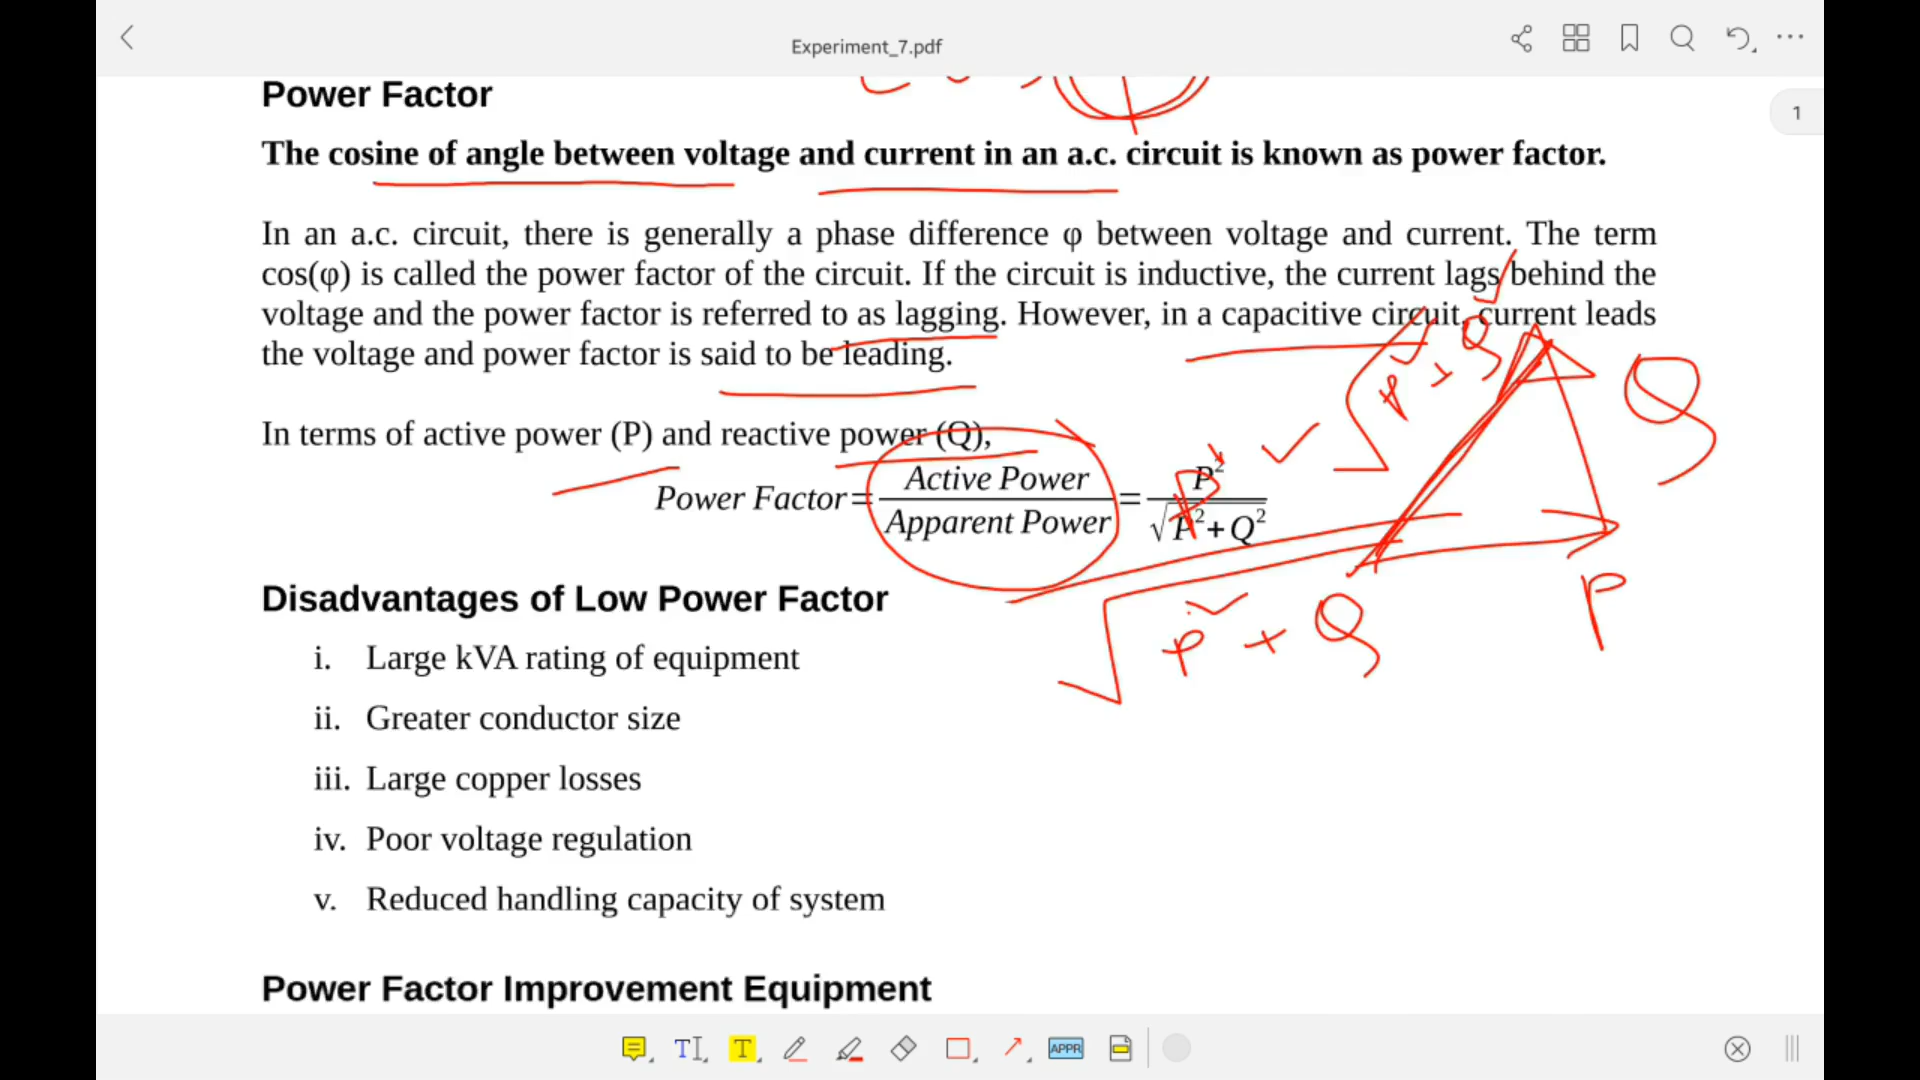 Experiment_7.pdf
1
Power Factor
The cosine of angle between voltage and current in an a.c. circuit is known as power factor.
In an a.c. circuit, there is generally a phase difference φ between voltage and current. The term
cos(φ) is called the power factor of the circuit. If the circuit is inductive, the current lags behind the
voltage and the power factor is referred to as lagging. However, in a capacitive circuit, current leads
the voltage and power factor is said to be leading.
√P² + Q²
Q
In terms of active power (P) and reactive power (Q),
Power Factor = Active Power / Apparent Power = P² / √P²+Q²
P
√P² + Q
P
Disadvantages of Low Power Factor
i. Large kVA rating of equipment
ii. Greater conductor size
iii. Large copper losses
iv. Poor voltage regulation
v. Reduced handling capacity of system
Power Factor Improvement Equipment
T
T
APPR